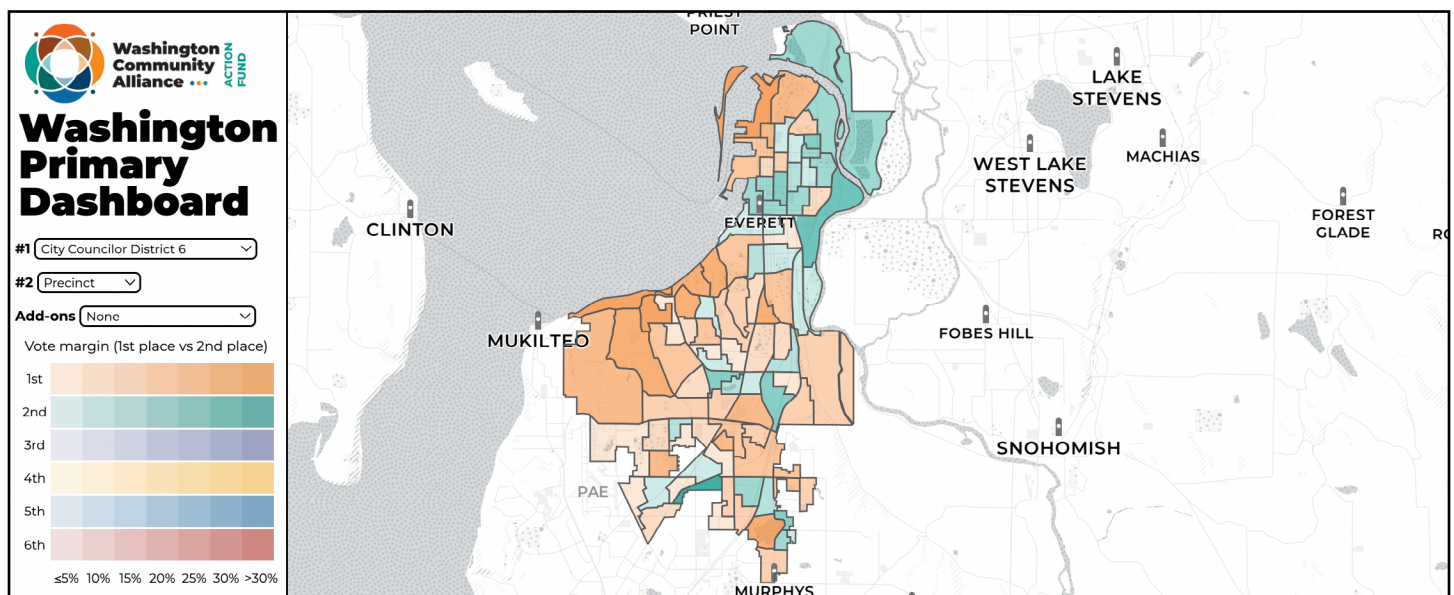 Washington
Community
Alliance
ACTION
FUND
Washington
Primary
Dashboard
#1 City Councilor District 6
#2 Precinct
Add-ons None
Vote margin (1st place vs 2nd place)
1st
2nd
3rd
4th
5th
6th
≤5% 10% 15% 20% 25% 30% >30%
PRIEST
POINT
LAKE
STEVENS
WEST LAKE
STEVENS
MACHIAS
CLINTON
EVERETT
FOREST
GLADE
MUKILTEO
FOBES HILL
SNOHOMISH
PAE
MURPHYS